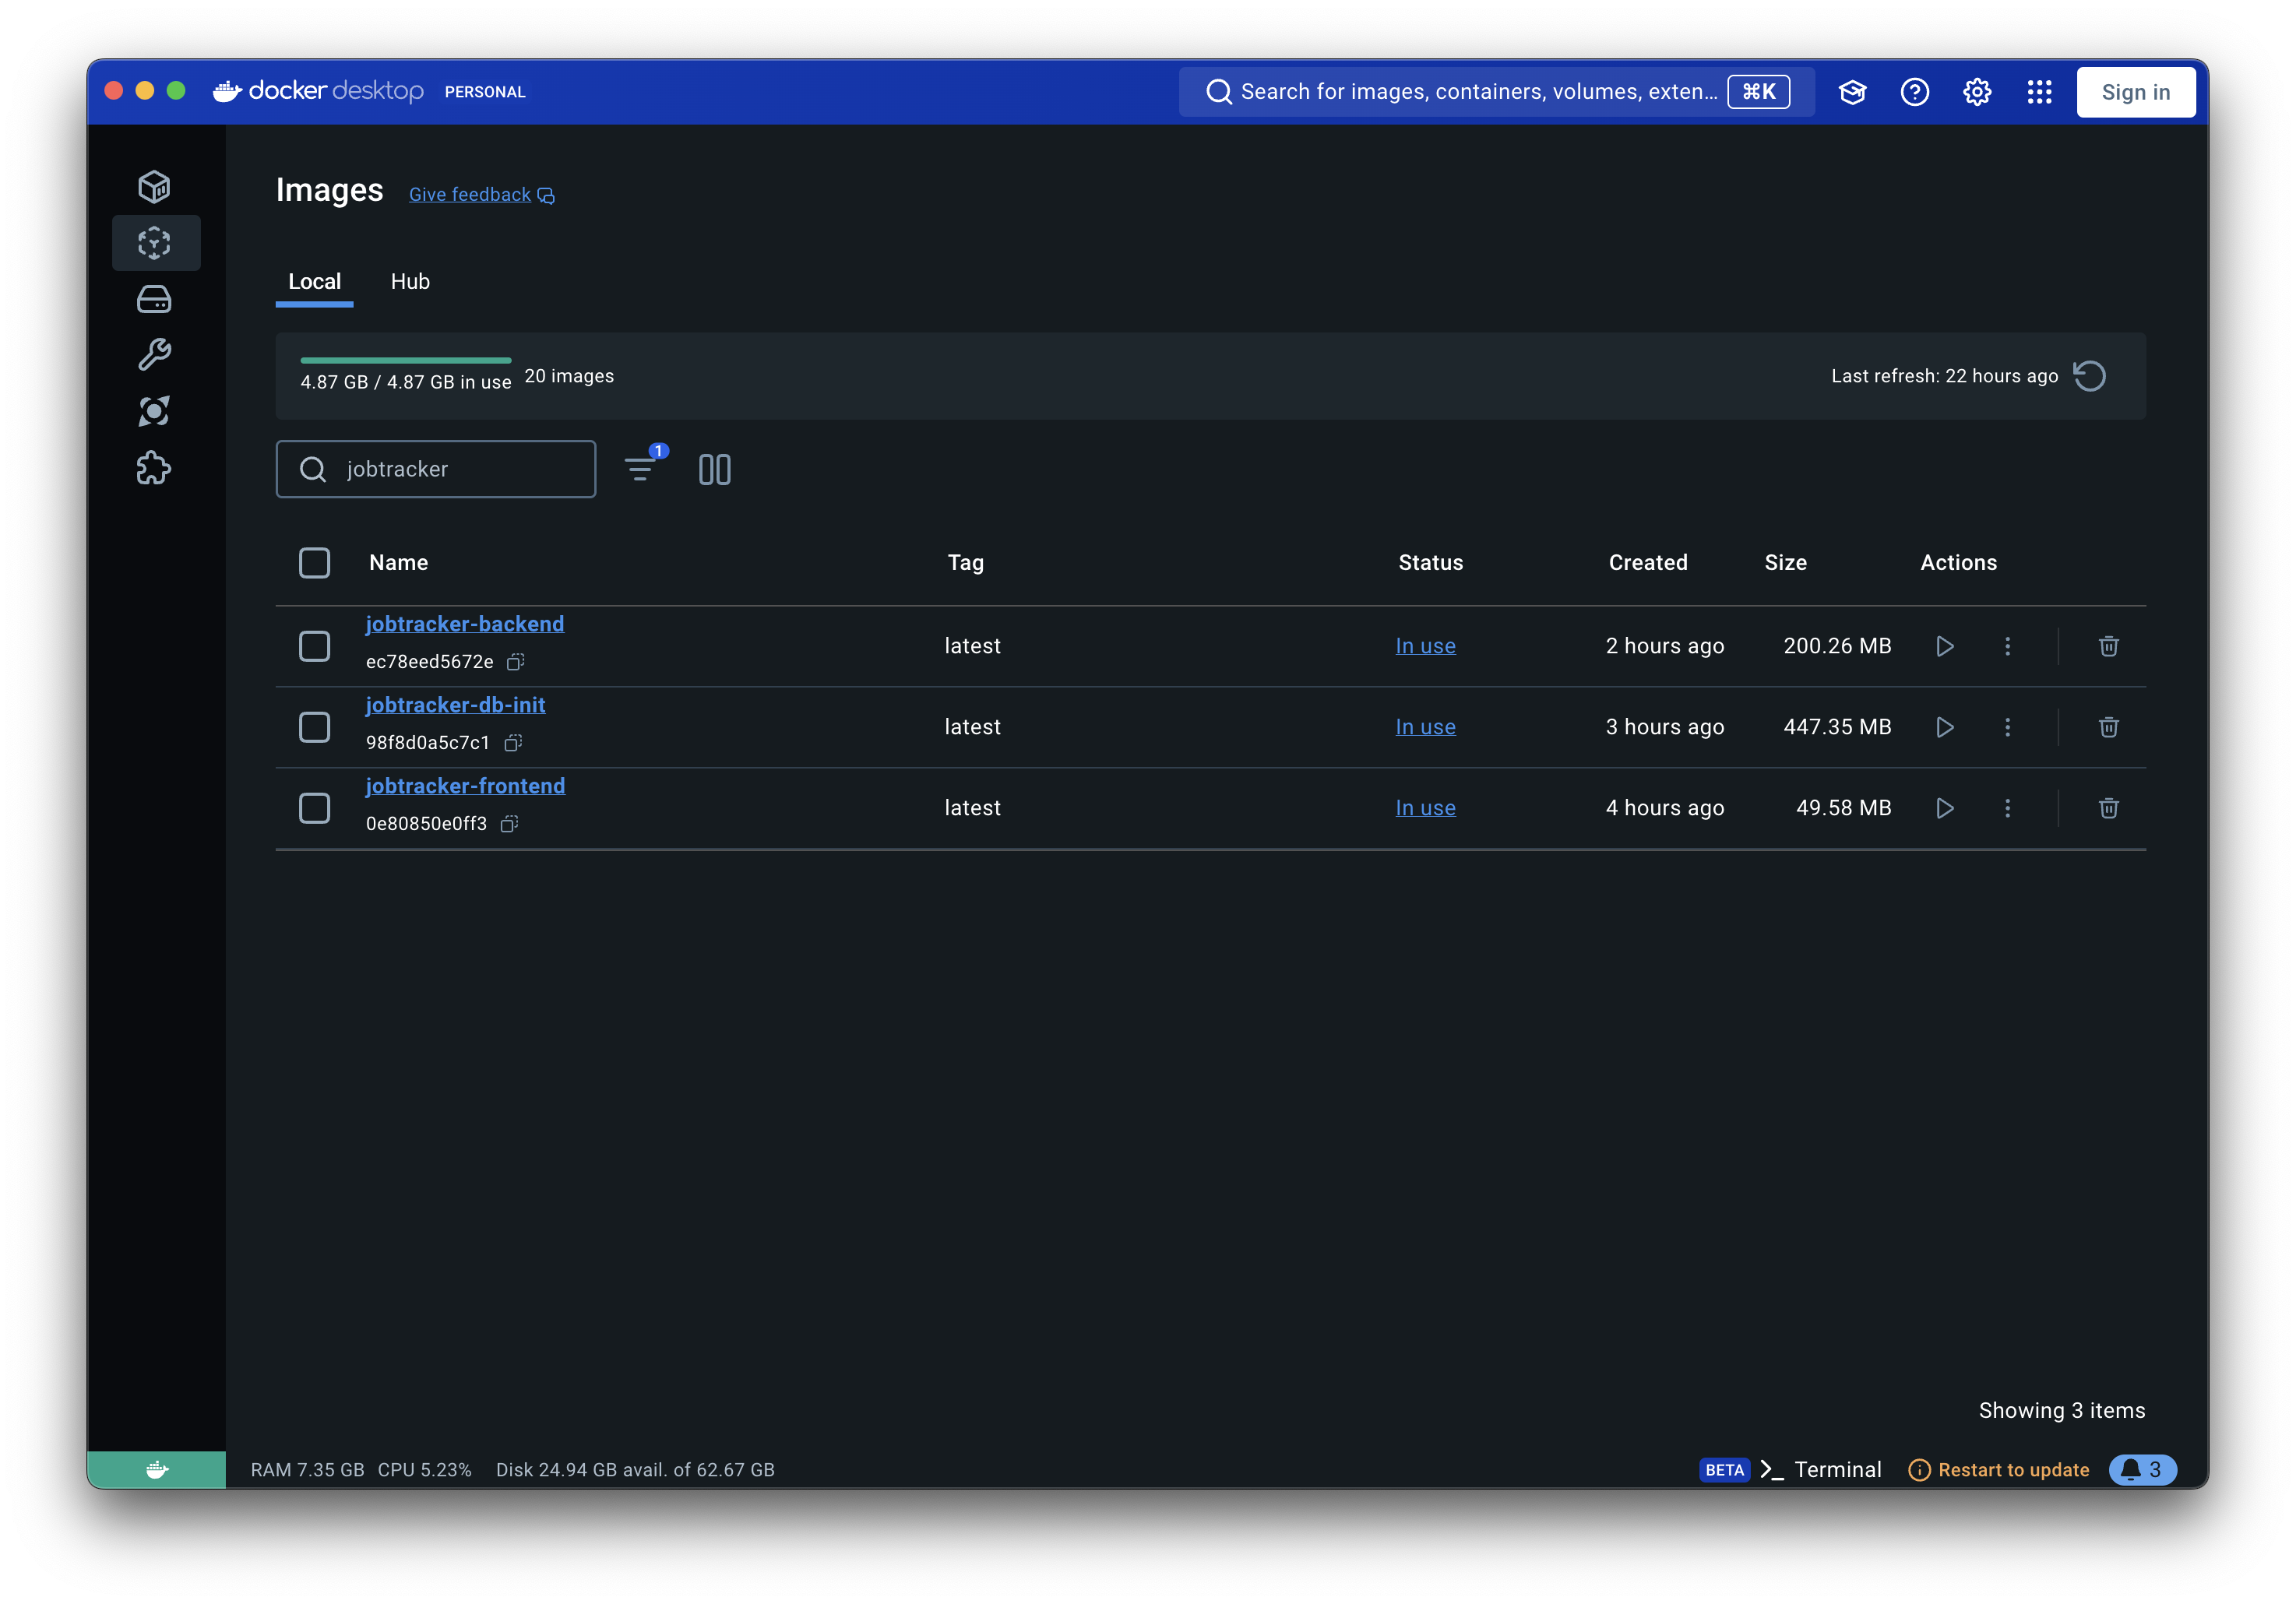 docker desktop PERSONAL
Search for images, containers, volumes, exten... ⌘K
Sign in
Images Give feedback
Local Hub
4.87 GB / 4.87 GB in use 20 images
Last refresh: 22 hours ago
jobtracker 1
Name Tag Status Created Size Actions
jobtracker-backend
ec78eed5672e
latest In use 2 hours ago 200.26 MB
jobtracker-db-init
98f8d0a5c7c1
latest In use 3 hours ago 447.35 MB
jobtracker-frontend
0e80850e0ff3
latest In use 4 hours ago 49.58 MB
Showing 3 items
RAM 7.35 GB CPU 5.23% Disk 24.94 GB avail. of 62.67 GB
BETA Terminal Restart to update 3